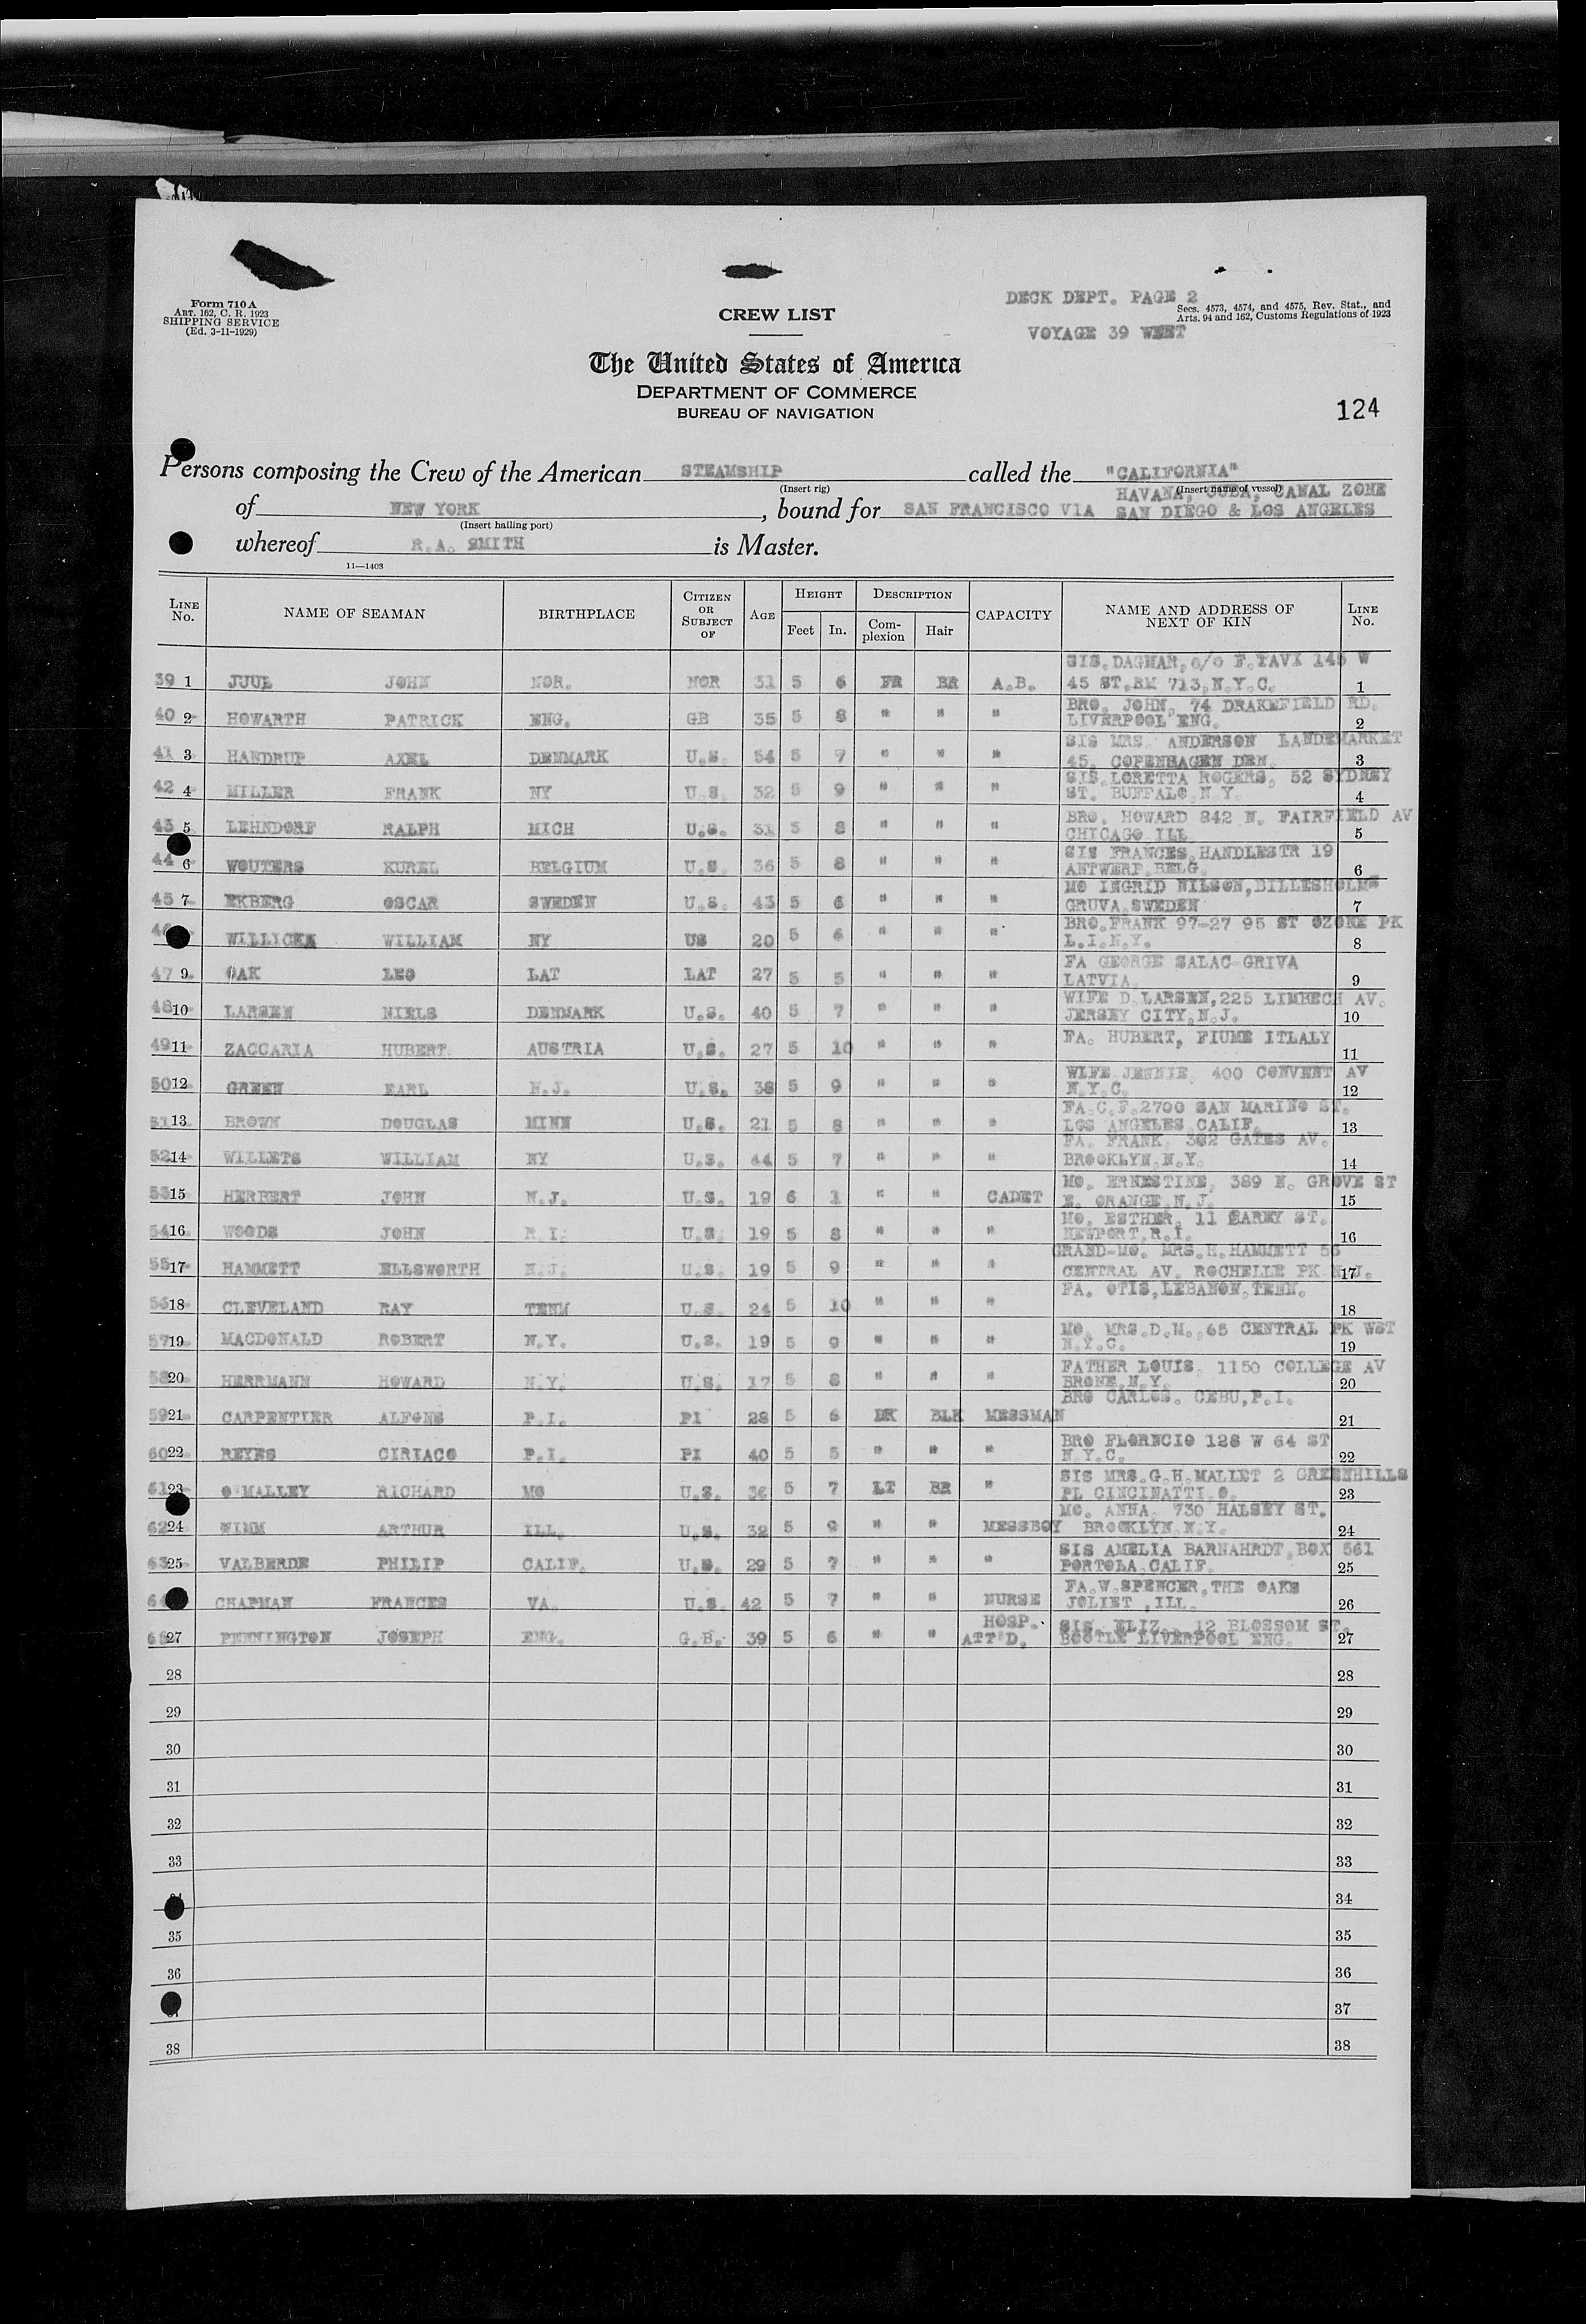 DECK DEPT. PAGE 2
Form 710 A
ART. 162, C. R. 1923
SHIPPING SERVICE
(Ed. 3-11-1929)
CREW LIST
Secs. 4573, 4574, and 4575, Rev. Stat., and
Arts. 94 and 162, Customs Regulations of 1923
VOYAGE 39 WEST
The United States of America
DEPARTMENT OF COMMERCE
BUREAU OF NAVIGATION
124
Persons composing the Crew of the American STEAMSHIP called the "CALIFORNIA"
(Insert rig) (Insert name of vessel)
HAVANA, CUBA, CANAL ZONE
of NEW YORK, bound for SAN FRANCISCO VIA SAN DIEGO & LOS ANGELES
(Insert hailing port)
whereof R.A. SMITH is Master.
11—1403
LINE No. NAME OF SEAMAN BIRTHPLACE CITIZEN OR SUBJECT OF AGE HEIGHT Feet In. DESCRIPTION Complexion Hair CAPACITY NAME AND ADDRESS OF NEXT OF KIN LINE No.
SIS.DAGMAR,c/o F.TAVX 145 W
39 1 JUUL JOHN NOR. NOR 31 5 6 FR BR A.B. 45 ST,RM 713,N.Y.C. 1
BRO. JOHN, 74 DRAKEFIELD RD.
40 2 HOWARTH PATRICK ENG. GB 35 5 8 " " " LIVERPOOL ENG. 2
SIS MRS. ANDERSON LANDEMARKET
41 3 HANDRUP AXEL DENMARK U.S. 54 5 7 " " " 45, COPENHAGEN DEN. 3
SIS.LORETTA ROGERS, 52 SYDNEY
42 4 MILLER FRANK NY U.S. 32 5 9 " " " ST. BUFFALO,N.Y. 4
BRO. HOWARD 842 N. FAIRFIELD AV
43 5 LEHNDORF RALPH MICH U.S. 31 5 8 " " " CHICAGO ILL 5
SIS FRANCES,HANDLESTR 19
44 6 WOUTERS KUREL BELGIUM U.S. 36 5 8 " " " ANTWERP BELG. 6
MO INGRID NILSON,BILLESHOLMS
45 7 EKBERG OSCAR SWEDEN U.S. 43 5 6 " " " GRUVA,SWEDEN 7
BRO.FRANK 97-27 95 ST OZONE PK
WILLICKA WILLIAM NY US 20 5 6 " " " L.I.N.Y. 8
FA GEORGE SALAC-GRIVA
47 9 OAK LEO LAT LAT 27 5 5 " " " LATVIA. 9
WIFE D.LARSEN,225 LIMBECH AV.
48 10 LARSEN NIELS DENMARK U.S. 40 5 7 " " " JERSEY CITY,N.J. 10
FA. HUBERT, FIUME ITLALY
49 11 ZACCARIA HUBERT AUSTRIA U.S. 27 5 10 " " " 11
WIFE JENNIE 400 CONVENT AV
50 12 GREEN EARL N.J. U.S. 38 5 9 " " " N.Y.C. 12
FA.C.F.2700 SAN MARINO ST.
51 13 BROWN DOUGLAS MINN U.S. 21 5 8 " " " LOS ANGELES CALIF. 13
FA. FRANK 302 GATES AV.
52 14 WILLETS WILLIAM NY U.S. 44 5 7 " " " BROOKLYN,N.Y. 14
MO. ERNESTINE, 389 N. GROVE ST
53 15 HERBERT JOHN N.J. U.S. 19 6 1 " " CADET E. ORANGE,N.J. 15
MO. ESTHER, 11 CAREY ST.
54 16 WOODS JOHN R.I. U.S. 19 5 8 " " " NEWPORT,R.I. 16
GRAND-MO. MRS.H.HAMMETT 56
55 17 HAMMETT ELLSWORTH N.J. U.S. 19 5 9 " " " CENTRAL AV. ROCHELLE PK N.J. 17
FA. OTIS,LEBANON,TENN.
56 18 CLEVELAND RAY TENN U.S. 24 5 10 " " " 18
MO. MRS.D.M.,65 CENTRAL PK WST
57 19 MACDONALD ROBERT N.Y. U.S. 19 5 9 " " " N.Y.C. 19
FATHER LOUIS 1150 COLLEGE AV
58 20 HERRMANN HOWARD N.Y. U.S. 17 5 8 " " " BRONE,N.Y. 20
BRO CARLOS. CEBU,P.I.
59 21 CARPENTIER ALFONS P.I. PI 28 5 6 DK BLK MESSMAN 21
BRO FLORNCIO 128 W 64 ST
60 22 REYES CIRIACO P.I. PI 40 5 5 " " " N.Y.C. 22
SIS MRS.G.H.MALLET 2 GREENHILLS
61 23 O'MALLEY RICHARD MO U.S. 36 5 7 LT BR " PL CINCINATTI O. 23
MO. ANNA 730 HALSEY ST.
62 24 ARTHUR ILL. U.S. 32 5 9 " " MESSBOY BROOKLYN N.Y. 24
SIS AMELIA BARNAHRDT,BOX 561
63 25 VALBERDE PHILIP CALIF. U.S. 29 5 7 " " " PORTOLA,CALIF. 25
FA.W.SPENCER,THE OAKS
CHAPMAN FRANCES VA. U.S. 42 5 7 " " NURSE JOLIET ,ILL. 26
HOSP. SIS. ELIZ., 12 BLOSSOM ST.
65 27 PENNINGTON JOSEPH ENG. G.B. 39 5 6 " " ATT'D. BOOTLE LIVERPOOL ENG. 27
28 28
29 29
30 30
31 31
32 32
33 33
34
35 35
36 36
37
38 38